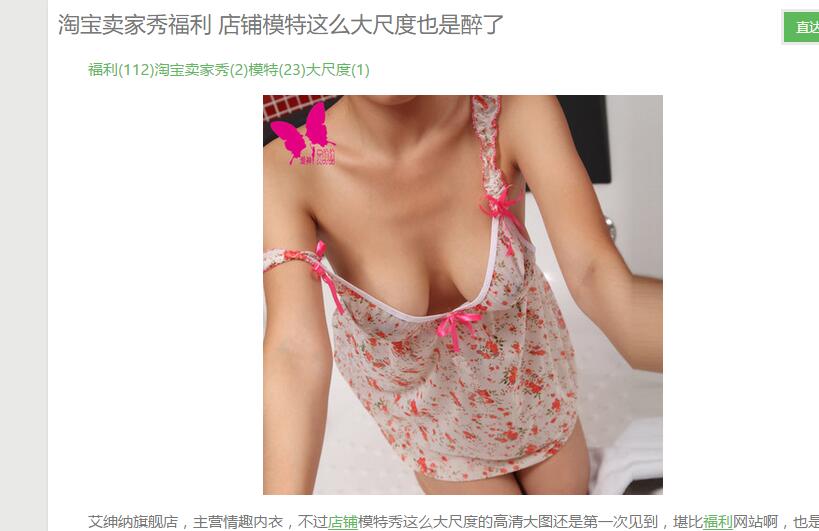 淘宝卖家秀福利 店铺模特这么大尺度也是醉了
直达
福利(112)淘宝卖家秀(2)模特(23)大尺度(1)
艾绅纳旗舰店，主营情趣内衣，不过店铺模特秀这么大尺度的高清大图还是第一次见到，堪比福利网站啊，也是